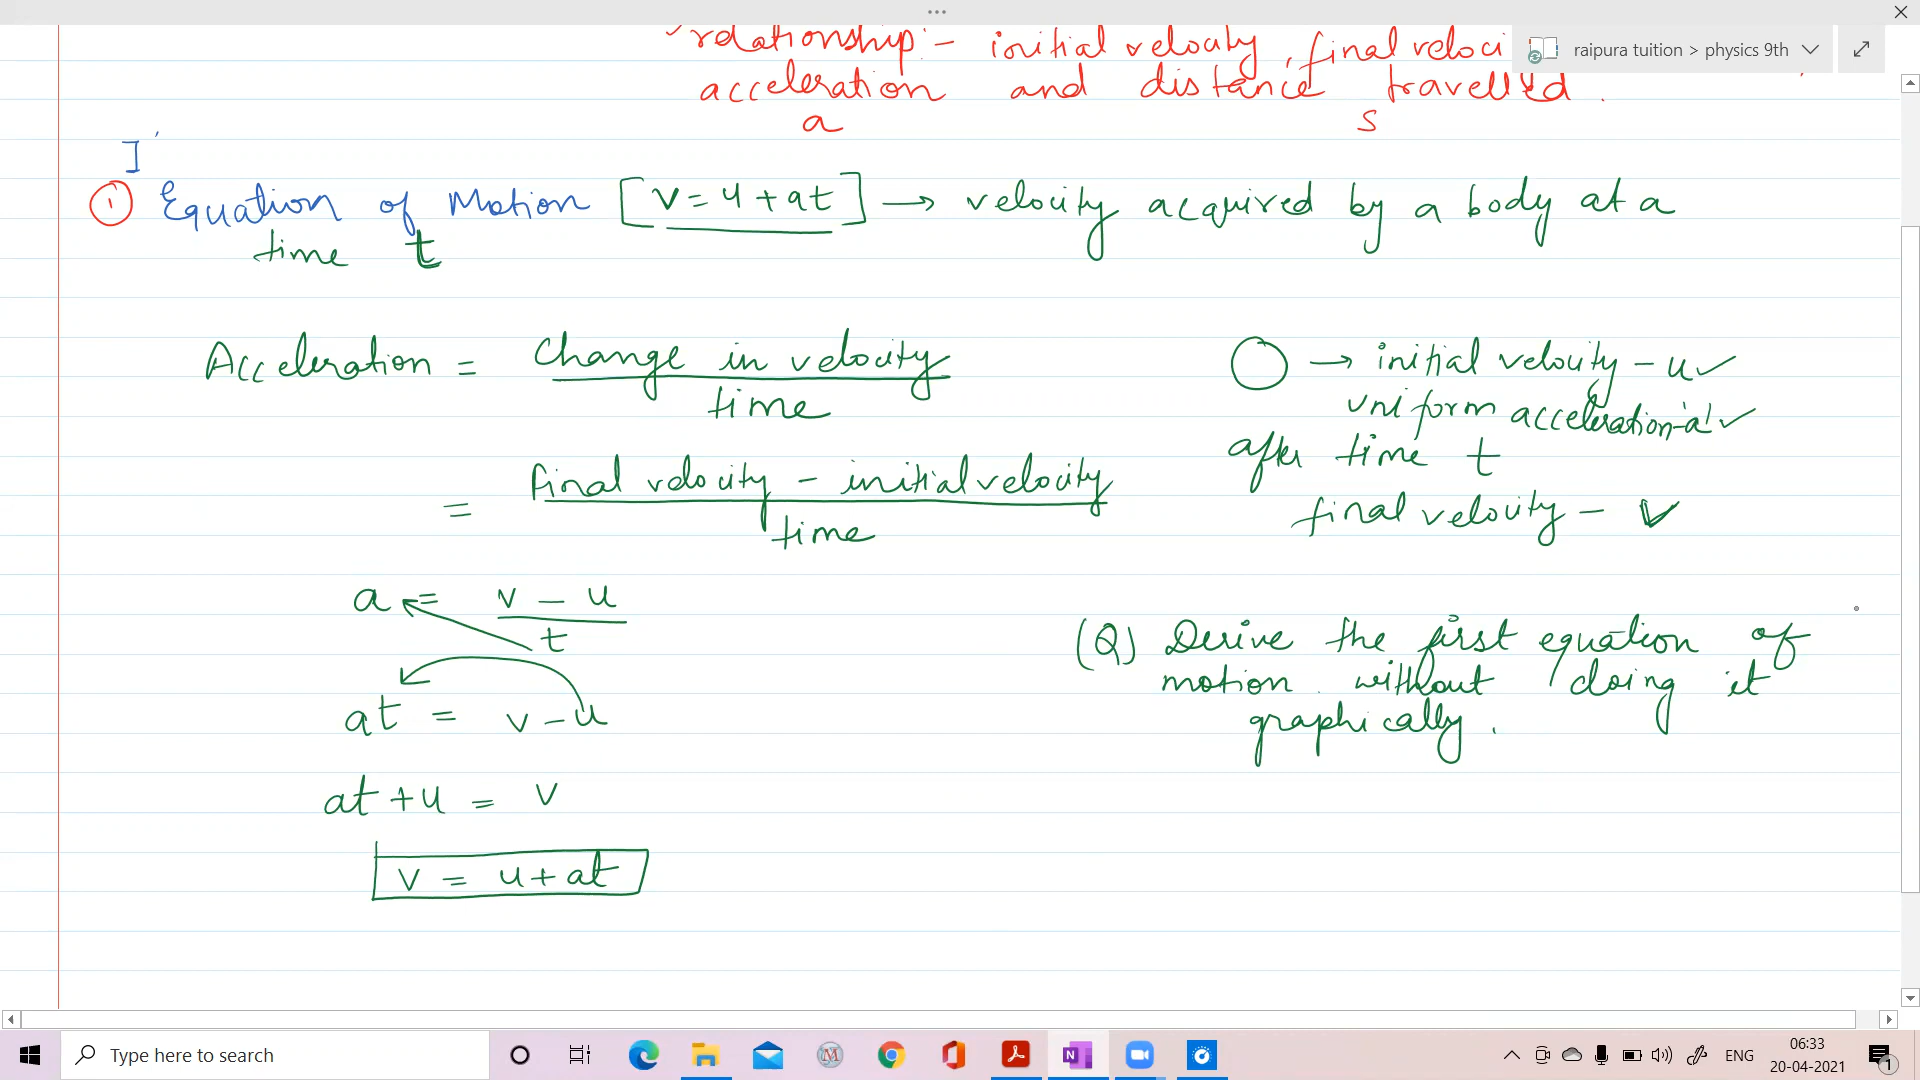 relationship:- initial velocity, final veloci
raipura tuition > physics 9th
acceleration and distance travelled.
a s
I
① Equation of Motion [v = u + at] → velocity acquired by a body at a
time t
Acceleration = change in velocity
time
= final velocity - initial velocity
time
○ → initial velocity - u ✓
uniform acceleration - 'a' ✓
after time t
final velocity - v
a = v - u
t
at = v - u
at + u = v
v = u + at
(Q) Derive the first equation of
motion without doing it
graphically.
Type here to search
ENG
06:33
20-04-2021
1